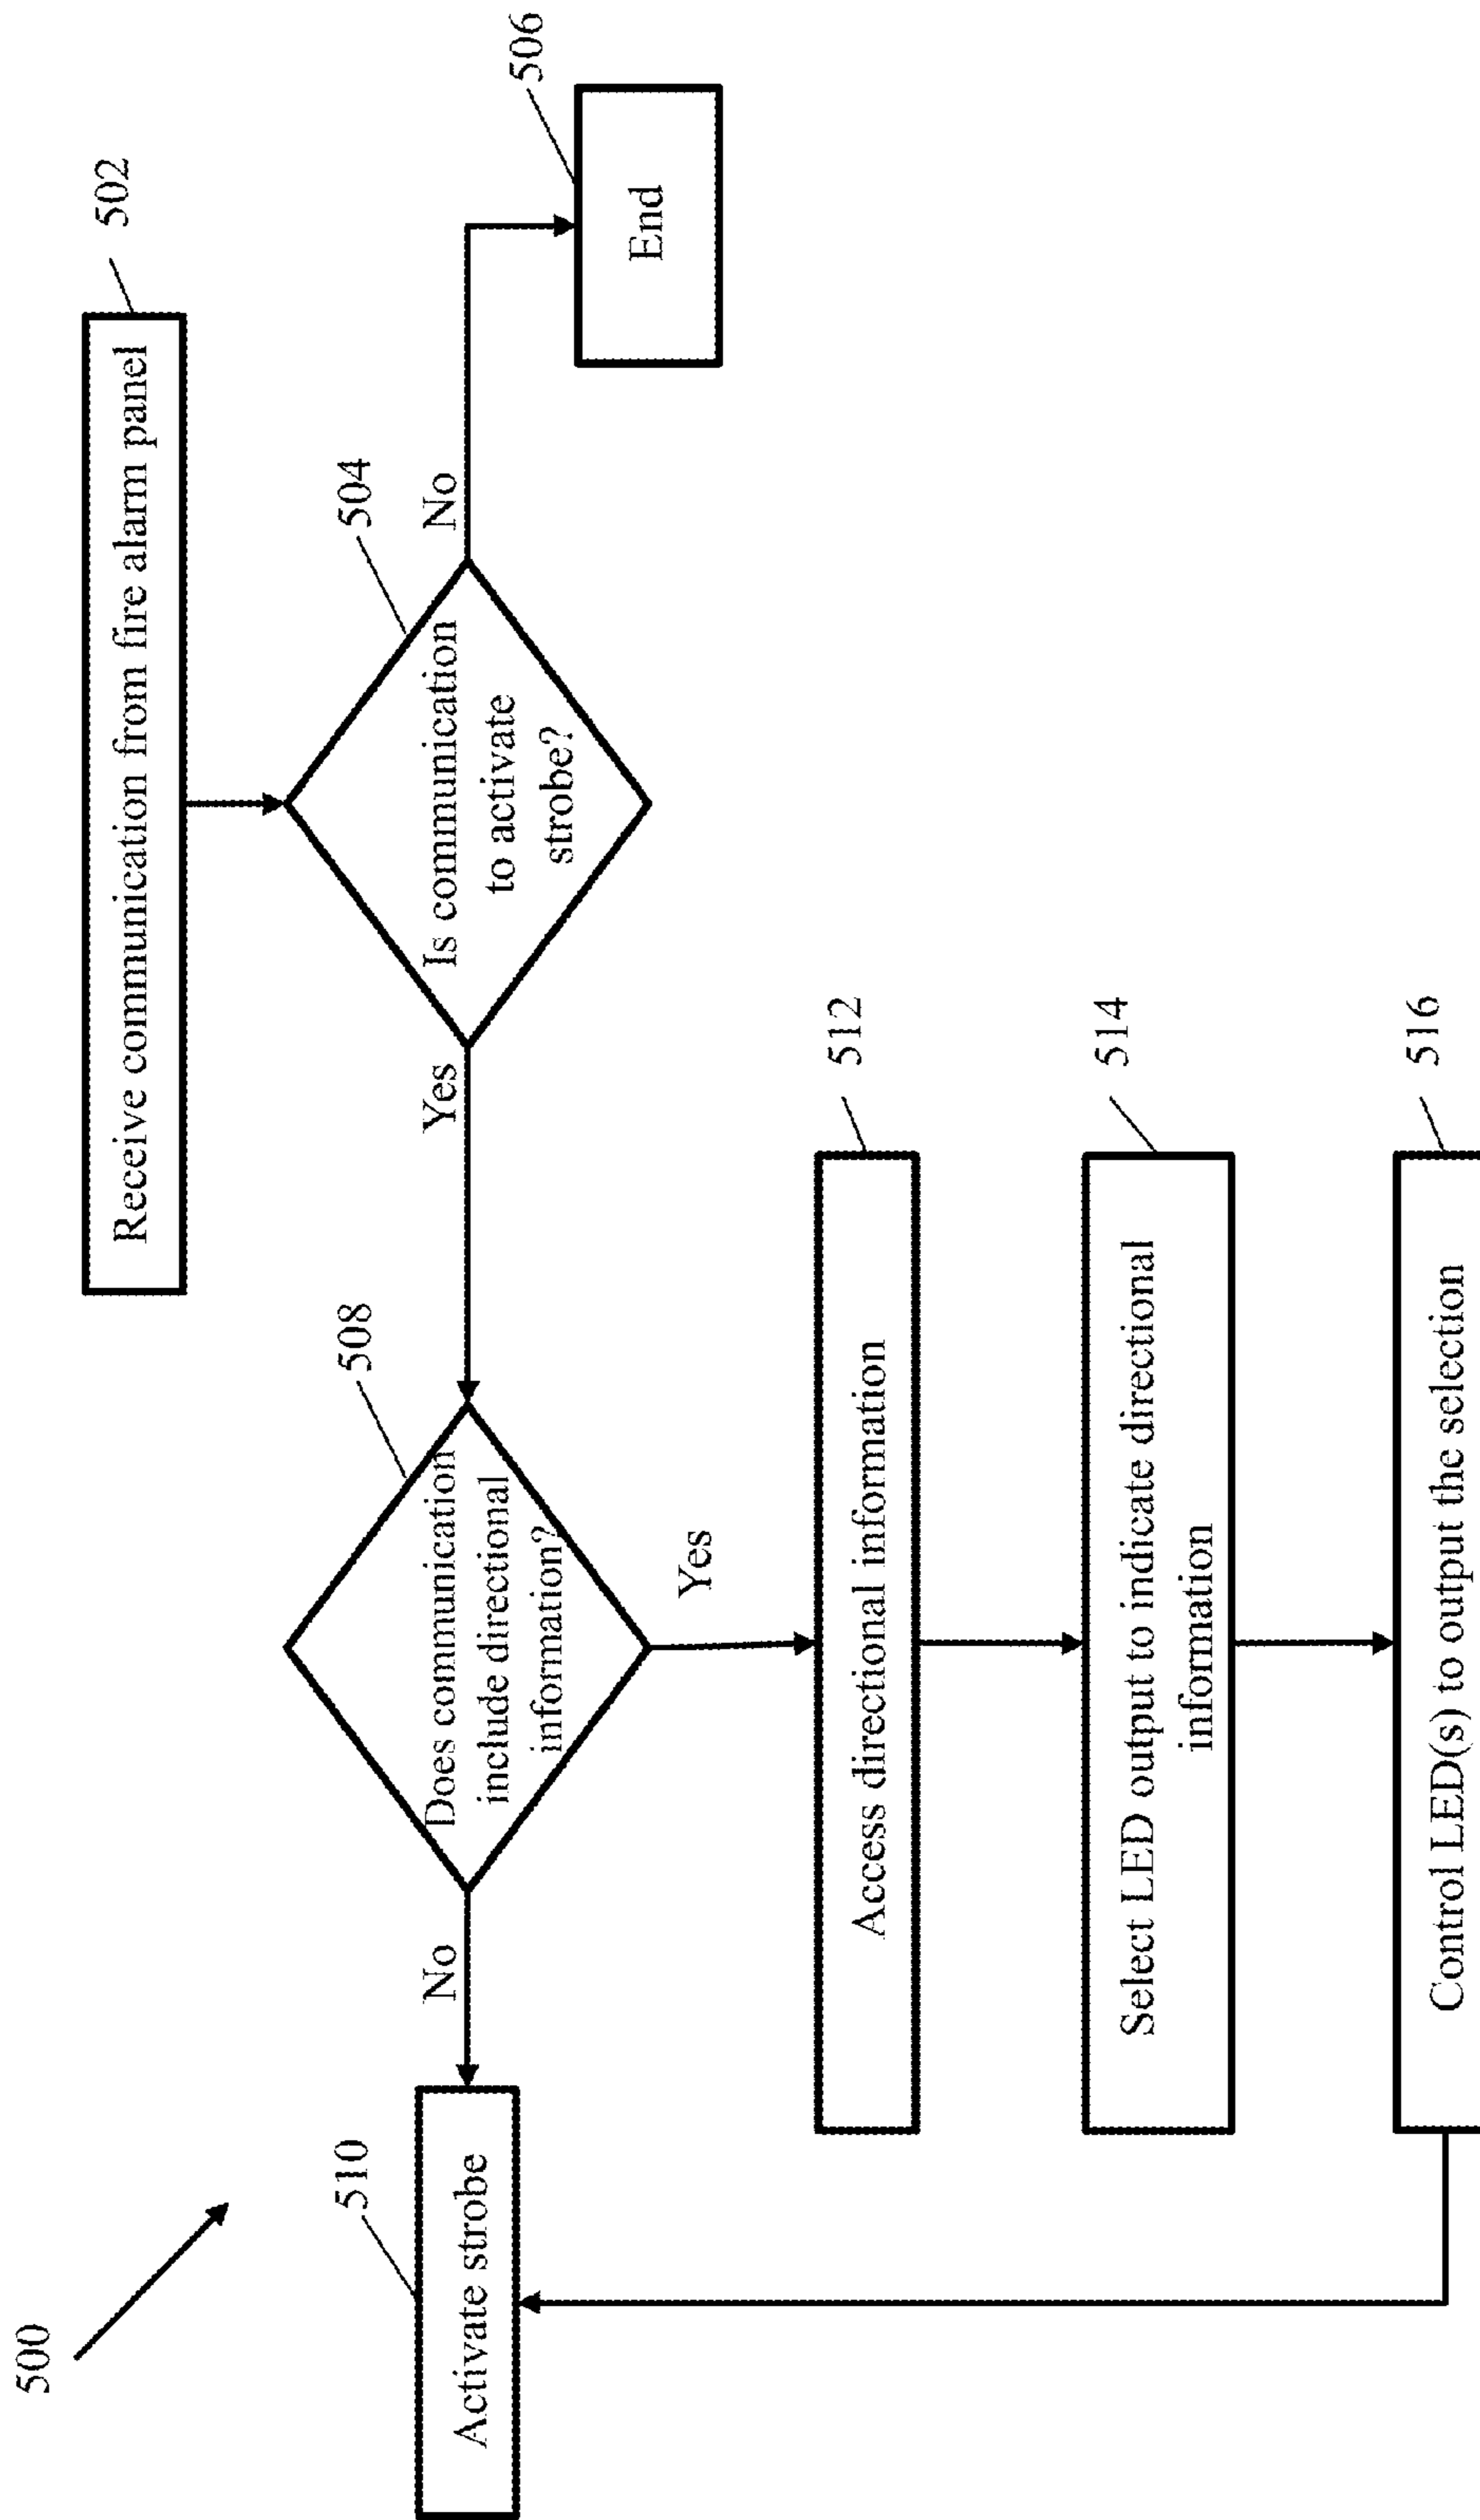 500
Receive communication from fire alarm panel
502
504
Is communication
to activate
strobe?
No
Yes
506
End
508
Does communication
include directional
information?
No
Yes
510
Activate strobe
512
Access directional information
514
Select LED output to indicate directional
information
516
Control LED(s) to output the selection